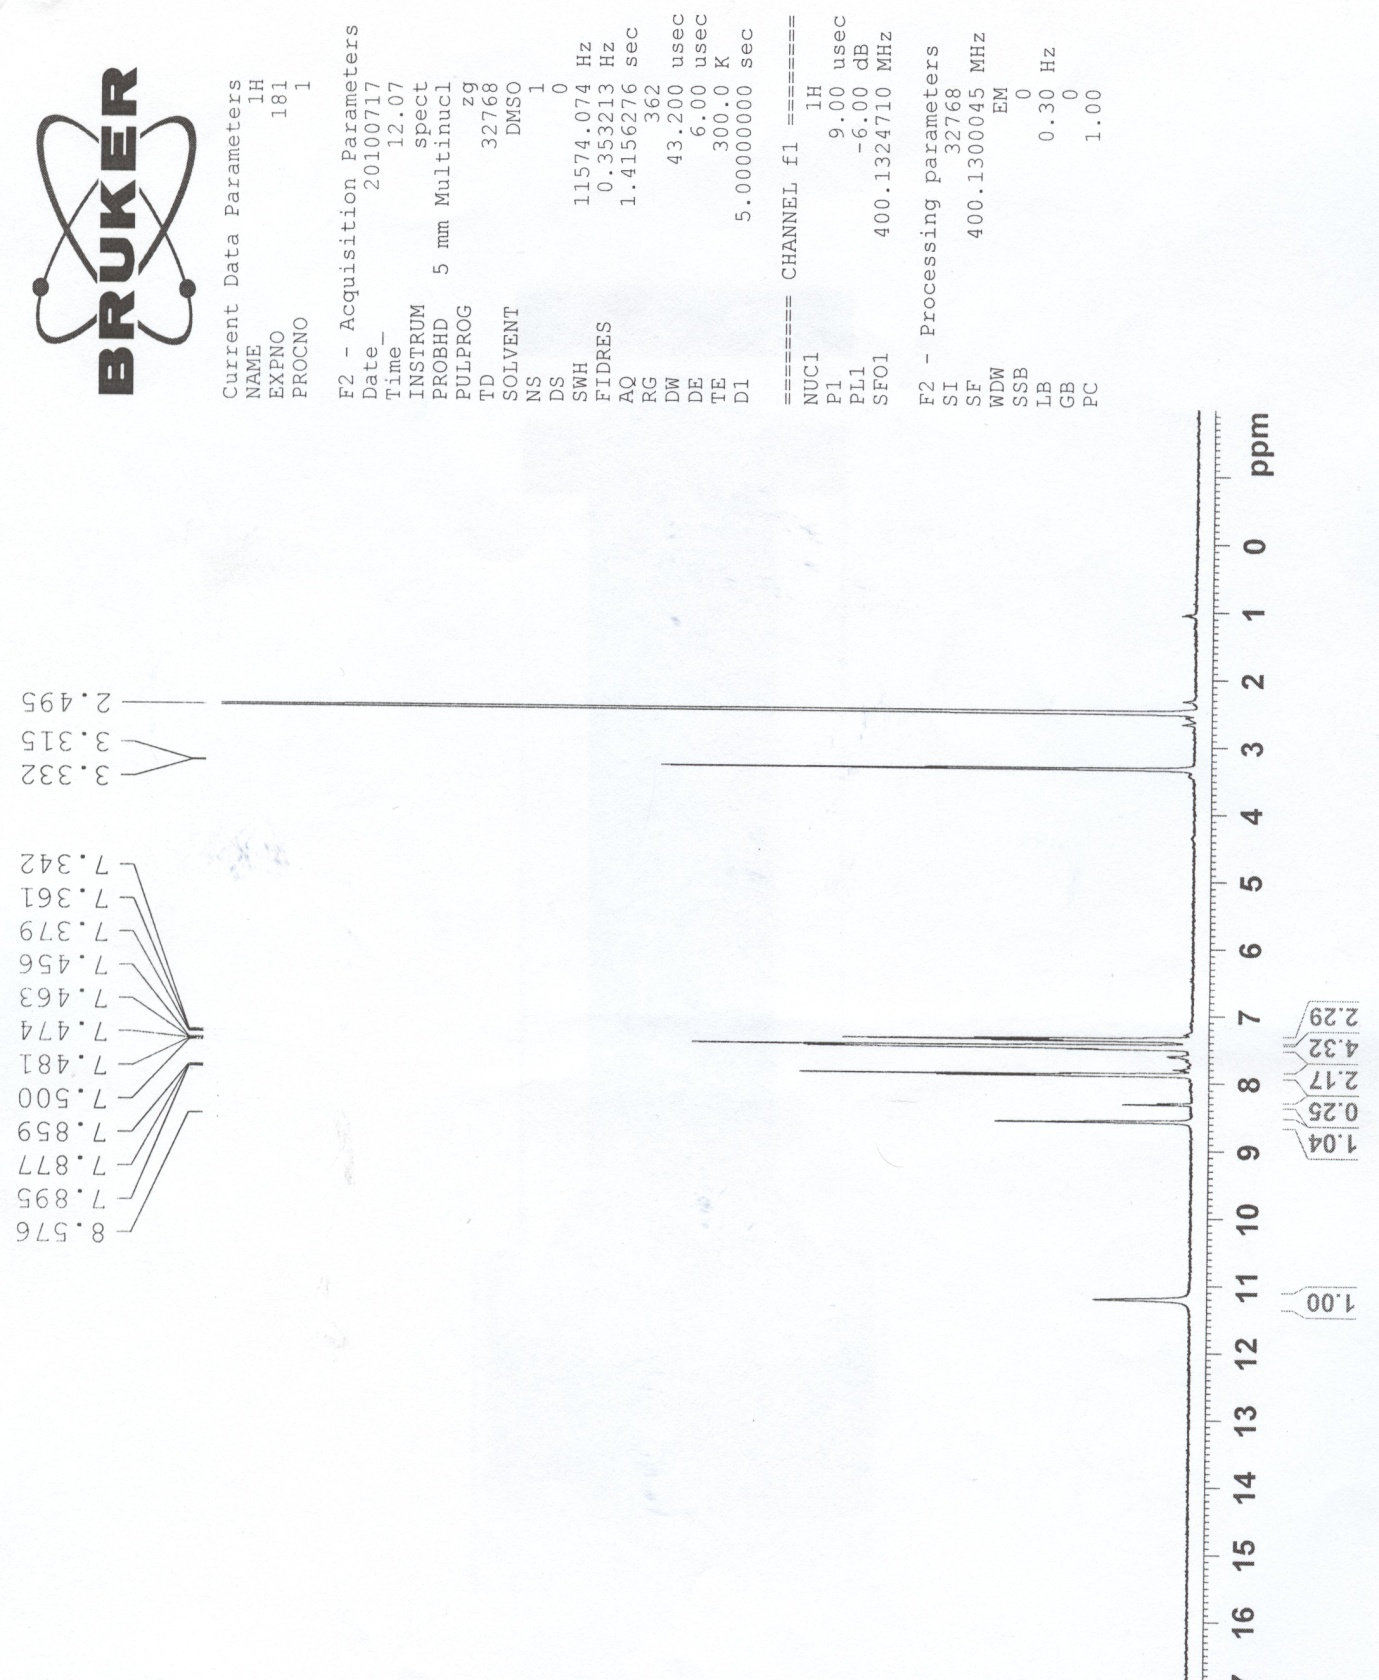 BRUKER
Current Data Parameters
NAME 1H
EXPNO 181
PROCNO 1
F2 - Acquisition Parameters
Date_ 20100717
Time 12.07
INSTRUM spect
PROBHD 5 mm Multinucl
PULPROG zg
TD 32768
SOLVENT DMSO
NS 1
DS 0
SWH 11574.074 Hz
FIDRES 0.353213 Hz
AQ 1.4156276 sec
RG 362
DW 43.200 usec
DE 6.00 usec
TE 300.0 K
D1 5.00000000 sec
======== CHANNEL f1 ========
NUC1 1H
P1 9.00 usec
PL1 -6.00 dB
SFO1 400.1324710 MHz
F2 - Processing parameters
SI 32768
SF 400.1300045 MHz
WDW EM
SSB 0
LB 0.30 Hz
GB 0
PC 1.00
8.576
7.895
7.877
7.859
7.500
7.481
7.474
7.463
7.456
7.379
7.361
7.342
3.332
3.315
2.495
16 15 14 13 12 11 10 9 8 7 6 5 4 3 2 1 0 ppm
1.00
1.04
0.25
2.17
4.32
2.29